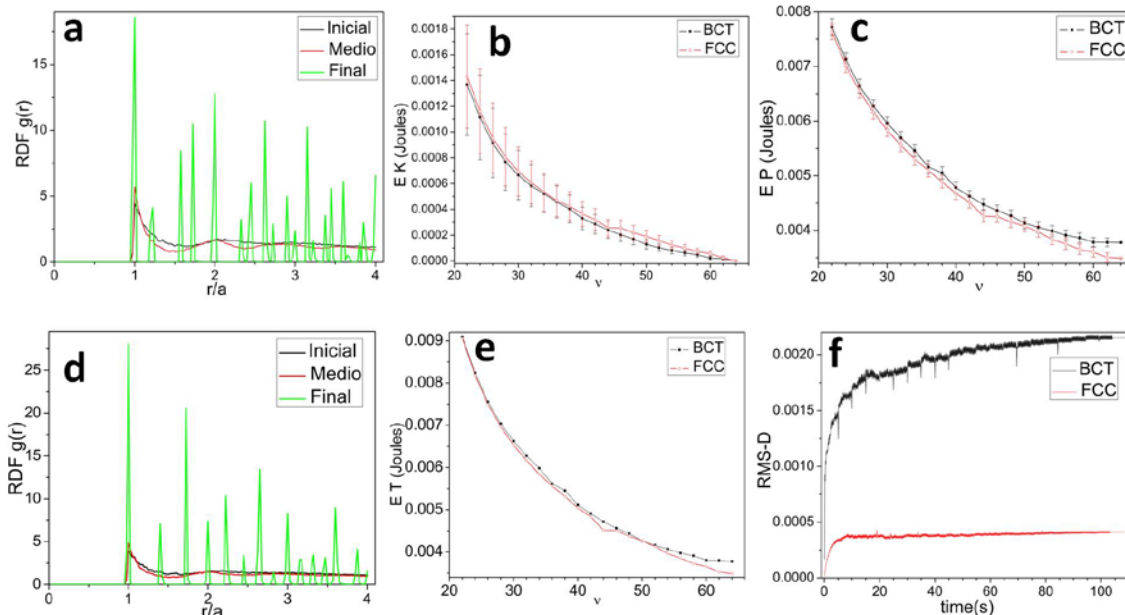 a
Inicial
Medio
Final
RDF g(r)
15
10
5
0
0 1 2 3 4
r/a
b
BCT
FCC
E K (Joules)
0.0018
0.0016
0.0014
0.0012
0.0010
0.0008
0.0006
0.0004
0.0002
0.0000
20 30 40 50 60
ν
c
BCT
FCC
E P (Joules)
0.008
0.007
0.006
0.005
0.004
20 30 40 50 60
ν
d
Inicial
Medio
Final
RDF g(r)
25
20
15
10
5
0
0 1 2 3 4
r/a
e
BCT
FCC
E T (Joules)
0.009
0.008
0.007
0.006
0.005
0.004
20 30 40 50 60
ν
f
BCT
FCC
RMS-D
0.0020
0.0015
0.0010
0.0005
0.0000
0 20 40 60 80 100
time(s)